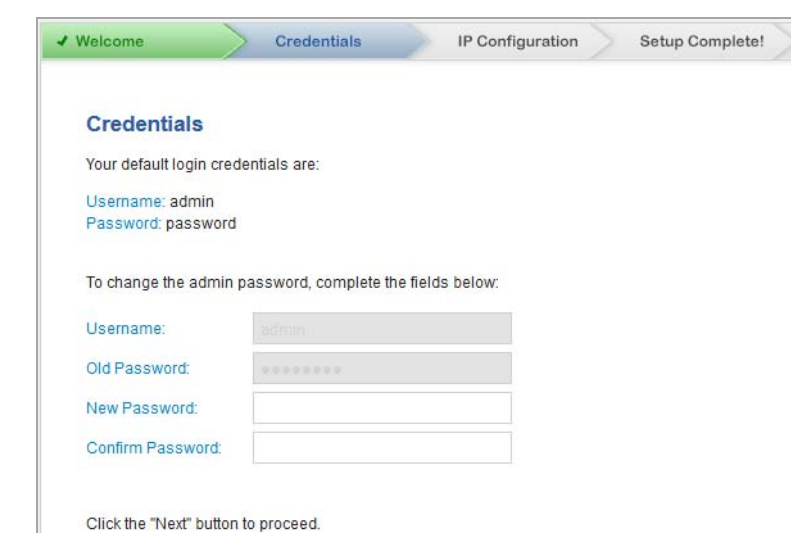 ✔ Welcome Credentials IP Configuration Setup Complete!
Credentials
Your default login credentials are:
Username: admin
Password: password
To change the admin password, complete the fields below:
Username: admin
Old Password: ●●●●●●●●
New Password:
Confirm Password:
Click the "Next" button to proceed.